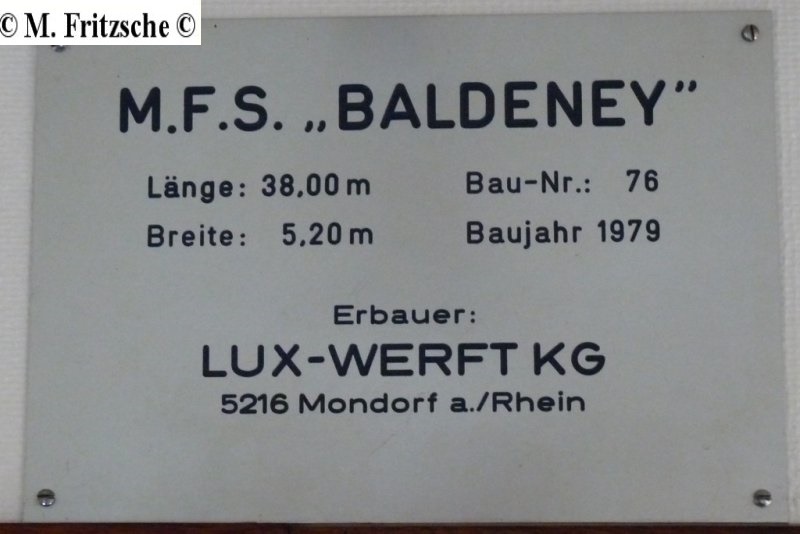 © M. Fritzsche ©
M.F.S. „BALDENEY”
Länge: 38,00 m Bau-Nr.: 76
Breite: 5,20 m Baujahr 1979
Erbauer:
LUX-WERFT KG
5216 Mondorf a./Rhein